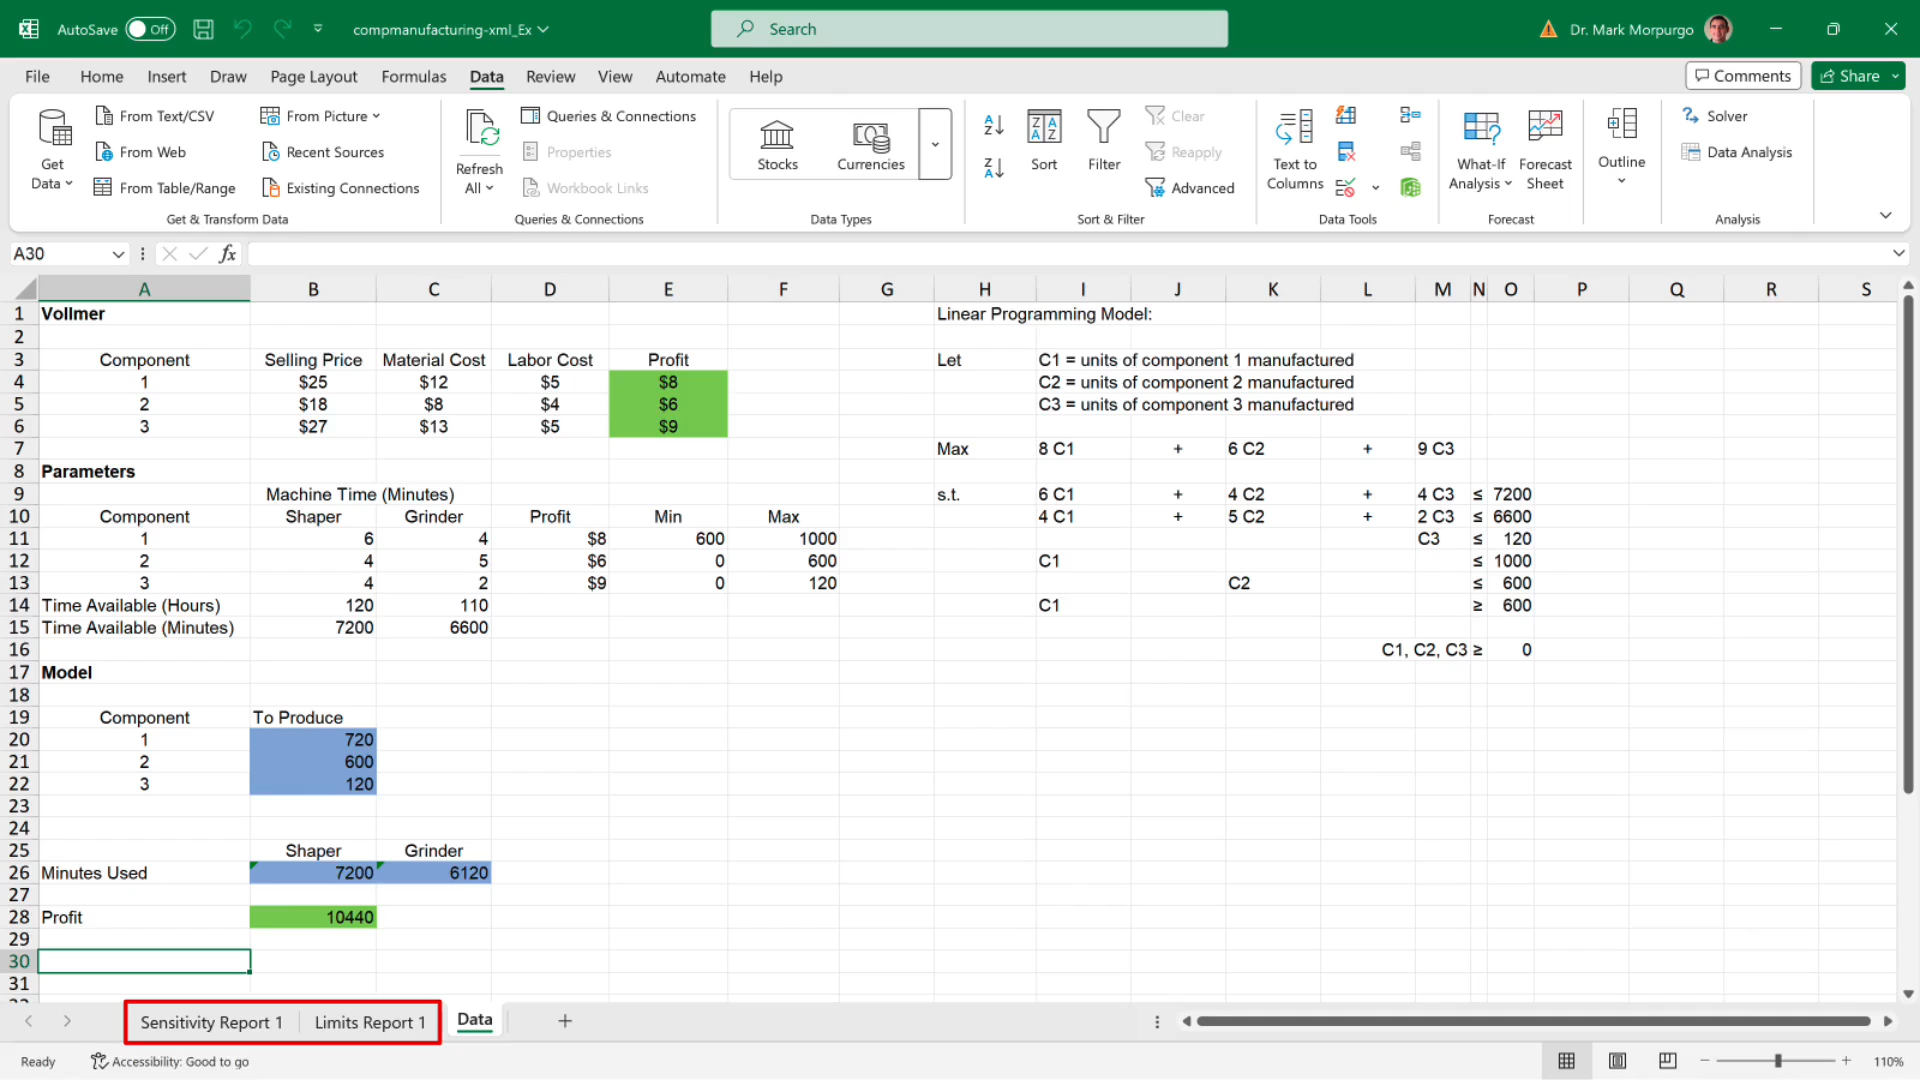 AutoSave Off compmanufacturing-xml_Ex Search Dr. Mark Morpurgo
File Home Insert Draw Page Layout Formulas Data Review View Automate Help Comments Share
Get Data
From Text/CSV
From Web
From Table/Range
From Picture
Recent Sources
Existing Connections
Get & Transform Data
Refresh All
Queries & Connections
Properties
Workbook Links
Queries & Connections
Stocks Currencies
Data Types
Sort Filter
Clear
Reapply
Advanced
Sort & Filter
Text to Columns
Data Tools
What-If Analysis
Forecast Sheet
Forecast
Outline
Solver
Data Analysis
Analysis
A30 fx
A B C D E F G H I J K L M N O P Q R S
1 Vollmer Linear Programming Model:
2
3 Component Selling Price Material Cost Labor Cost Profit Let C1 = units of component 1 manufactured
4 1 $25 $12 $5 $8 C2 = units of component 2 manufactured
5 2 $18 $8 $4 $6 C3 = units of component 3 manufactured
6 3 $27 $13 $5 $9
7 Max 8 C1 + 6 C2 + 9 C3
8 Parameters
9 Machine Time (Minutes) s.t. 6 C1 + 4 C2 + 4 C3 ≤ 7200
10 Component Shaper Grinder Profit Min Max 4 C1 + 5 C2 + 2 C3 ≤ 6600
11 1 6 4 $8 600 1000 C3 ≤ 120
12 2 4 5 $6 0 600 C1 ≤ 1000
13 3 4 2 $9 0 120 C2 ≤ 600
14 Time Available (Hours) 120 110 C1 ≥ 600
15 Time Available (Minutes) 7200 6600
16 C1, C2, C3 ≥ 0
17 Model
18
19 Component To Produce
20 1 720
21 2 600
22 3 120
23
24
25 Shaper Grinder
26 Minutes Used 7200 6120
27
28 Profit 10440
29
30
31
Sensitivity Report 1 Limits Report 1 Data
Ready Accessibility: Good to go 110%